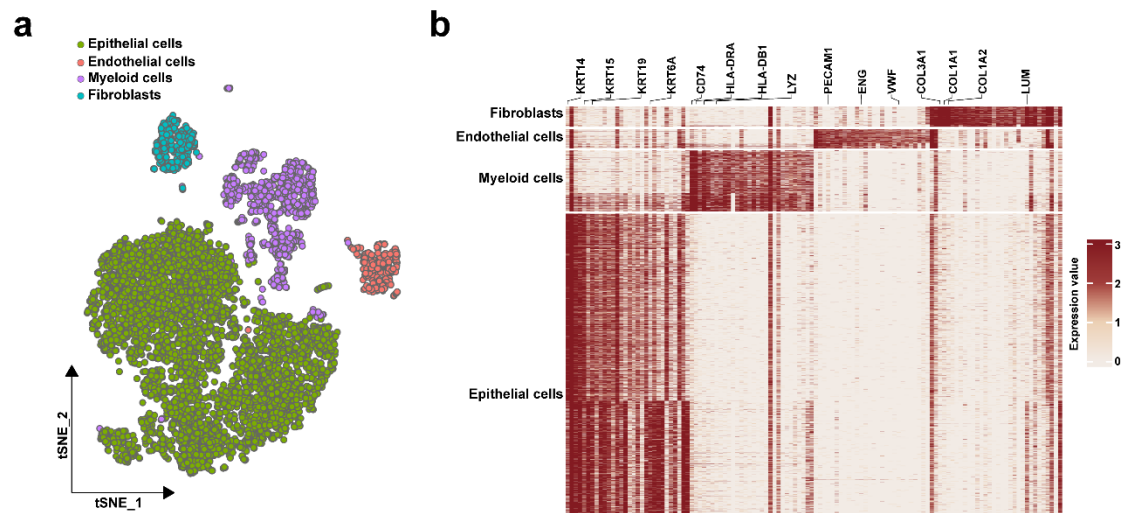 a
Epithelial cells
Endothelial cells
Myeloid cells
Fibroblasts
tSNE_2
tSNE_1
b
KRT14
KRT15
KRT19
KRT6A
CD74
HLA-DRA
HLA-DB1
LYZ
PECAM1
ENG
VWF
COL3A1
COL1A1
COL1A2
LUM
Fibroblasts
Endothelial cells
Myeloid cells
Epithelial cells
Expression value
3
2
1
0